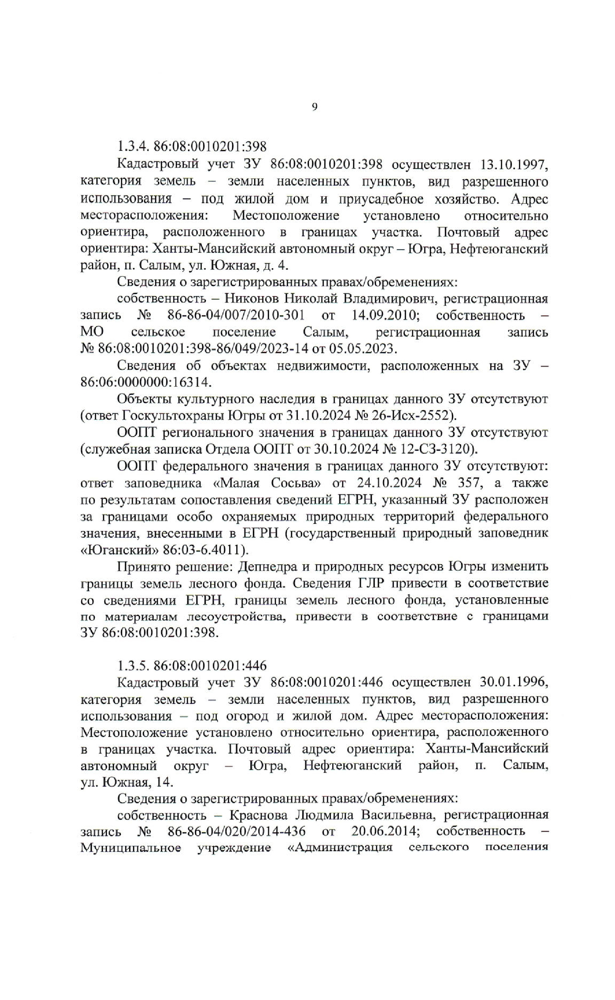 9
1.3.4. 86:08:0010201:398
Кадастровый учет ЗУ 86:08:0010201:398 осуществлен 13.10.1997,
категория земель – земли населенных пунктов, вид разрешенного
использования – под жилой дом и приусадебное хозяйство. Адрес
месторасположения: Местоположение установлено относительно
ориентира, расположенного в границах участка. Почтовый адрес
ориентира: Ханты-Мансийский автономный округ – Югра, Нефтеюганский
район, п. Салым, ул. Южная, д. 4.
Сведения о зарегистрированных правах/обременениях:
собственность – Никонов Николай Владимирович, регистрационная
запись № 86-86-04/007/2010-301 от 14.09.2010; собственность –
МО сельское поселение Салым, регистрационная запись
№ 86:08:0010201:398-86/049/2023-14 от 05.05.2023.
Сведения об объектах недвижимости, расположенных на ЗУ –
86:06:0000000:16314.
Объекты культурного наследия в границах данного ЗУ отсутствуют
(ответ Госкультохраны Югры от 31.10.2024 № 26-Исх-2552).
ООПТ регионального значения в границах данного ЗУ отсутствуют
(служебная записка Отдела ООПТ от 30.10.2024 № 12-СЗ-3120).
ООПТ федерального значения в границах данного ЗУ отсутствуют:
ответ заповедника «Малая Сосьва» от 24.10.2024 № 357, а также
по результатам сопоставления сведений ЕГРН, указанный ЗУ расположен
за границами особо охраняемых природных территорий федерального
значения, внесенными в ЕГРН (государственный природный заповедник
«Юганский» 86:03-6.4011).
Принято решение: Депнедра и природных ресурсов Югры изменить
границы земель лесного фонда. Сведения ГЛР привести в соответствие
со сведениями ЕГРН, границы земель лесного фонда, установленные
по материалам лесоустройства, привести в соответствие с границами
ЗУ 86:08:0010201:398.
1.3.5. 86:08:0010201:446
Кадастровый учет ЗУ 86:08:0010201:446 осуществлен 30.01.1996,
категория земель – земли населенных пунктов, вид разрешенного
использования – под огород и жилой дом. Адрес месторасположения:
Местоположение установлено относительно ориентира, расположенного
в границах участка. Почтовый адрес ориентира: Ханты-Мансийский
автономный округ – Югра, Нефтеюганский район, п. Салым,
ул. Южная, 14.
Сведения о зарегистрированных правах/обременениях:
собственность – Краснова Людмила Васильевна, регистрационная
запись № 86-86-04/020/2014-436 от 20.06.2014; собственность –
Муниципальное учреждение «Администрация сельского поселения